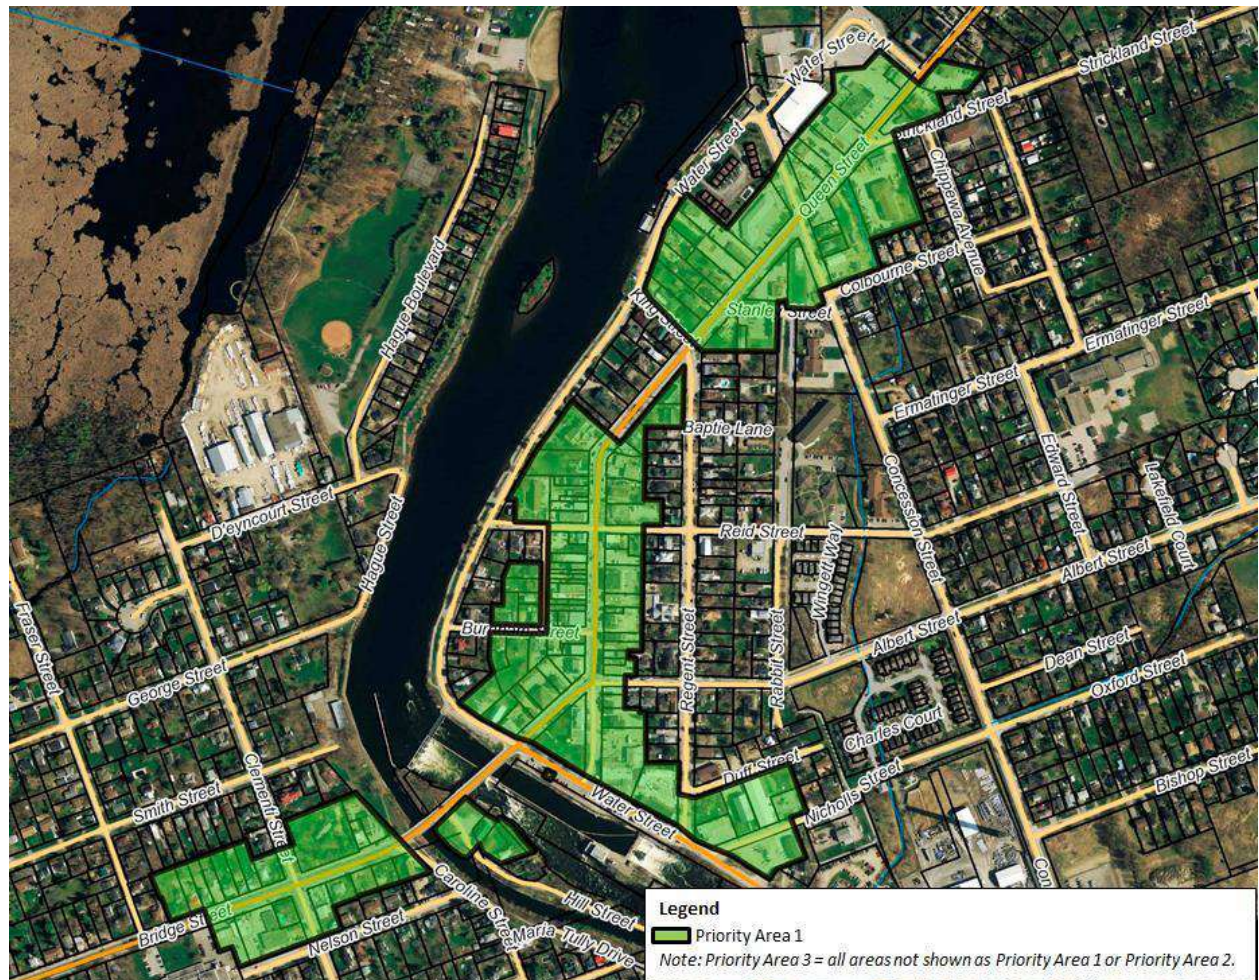 Water Street N
Strickland Street
Strickland Street
Water Street
Queen Street
Chippewa Avenue
Colbourne Street
Hague Boulevard
King Street
Stanley Street
Ermatinger Street
Ermatinger Street
Baptie Lane
Concession Street
Edward Street
Lakefield Court
D'eyncourt Street
Hague Street
Reid Street
Wingett Way
Albert Street
Fraser Street
Street
Regent Street
Rabbit Street
Albert Street
Dean Street
Oxford Street
George Street
Clementi Street
Charles Court
Duff Street
Smith Street
Water Street
Nicholls Street
Bishop Street
Bridge Street
Nelson Street
Caroline Street
Hill Street
Maria Tully Drive
Con
Legend
Priority Area 1
Note: Priority Area 3 = all areas not shown as Priority Area 1 or Priority Area 2.